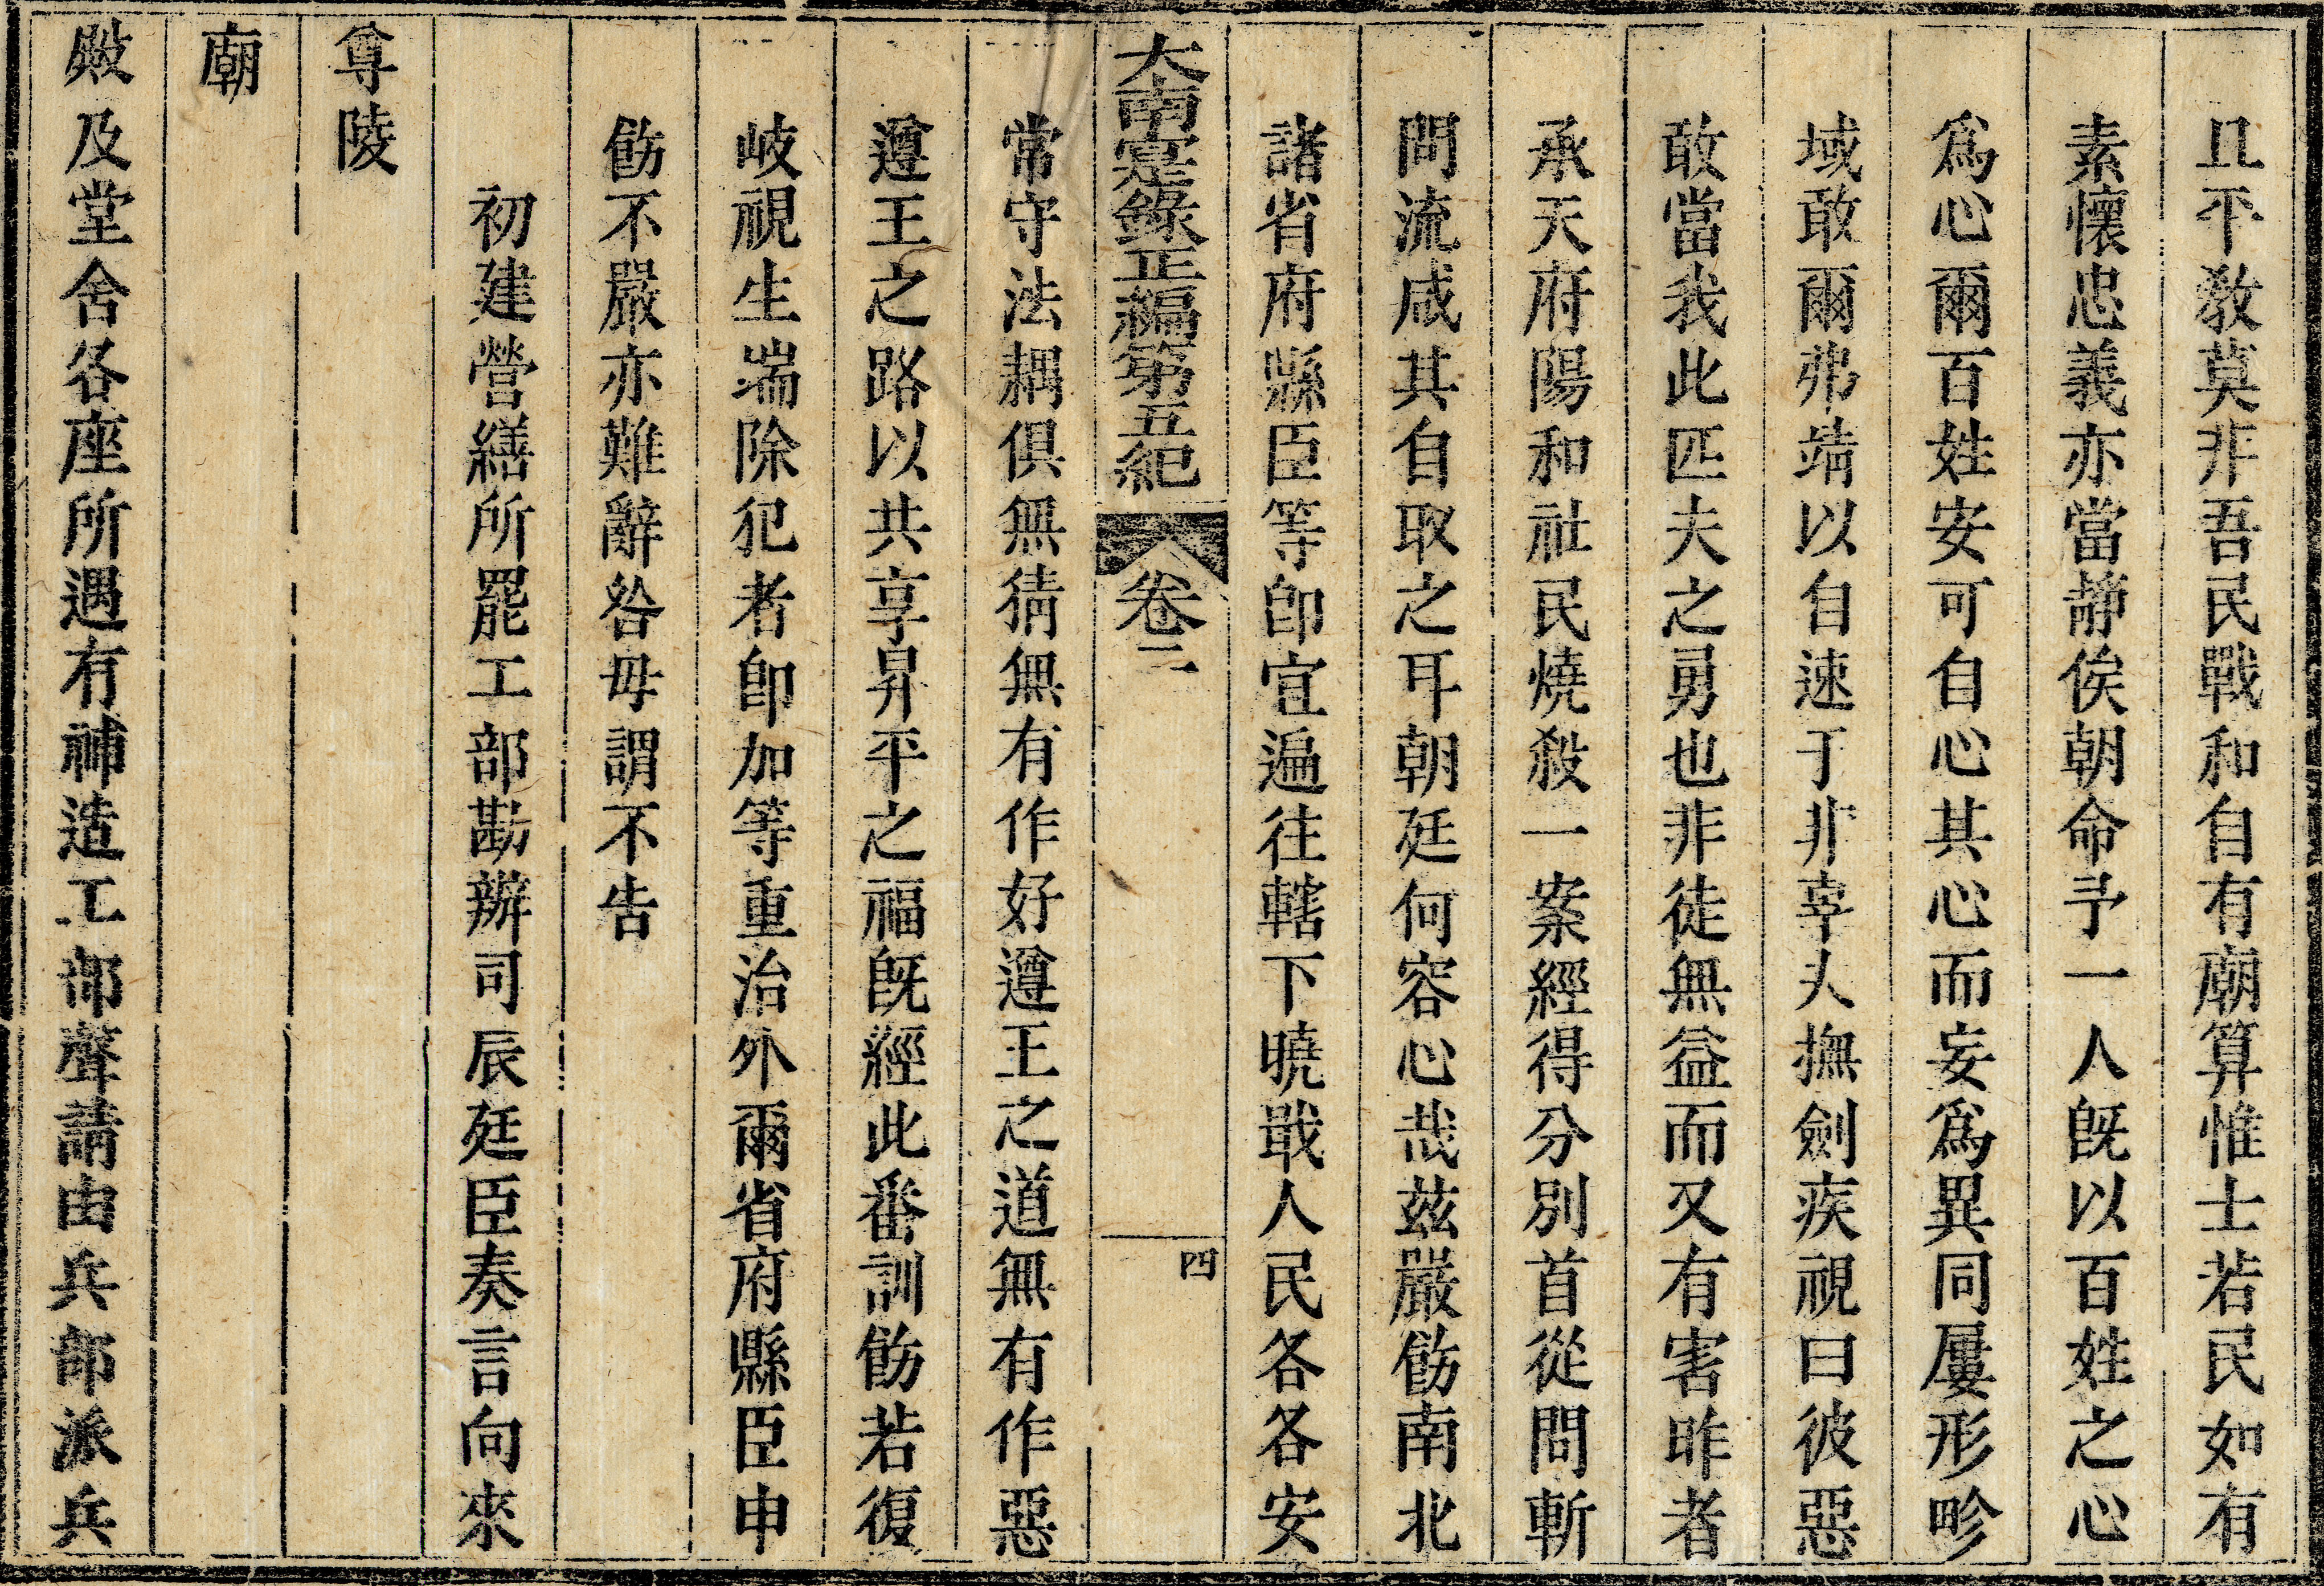 且平教莫非吾民戰和自有廟算惟士若民如有
素懷忠義亦當靜俟朝命予一人旣以百姓之心
爲心爾百姓安可自心其心而妄爲異同屢形畛
域敢爾弗靖以自速于非辜人撫劍疾視曰彼惡
敢當我此匹夫之勇也非徒無益而又有害昨者
承天府陽和社民燒殺一案經得分別首從問斬
問流咸其自取之耳朝廷何容心哉茲嚴飭南北
諸省府縣臣等卽宜遍往轄下曉戢人民各各安
大南寔錄正編第五紀 卷二 四
常守法耦俱無猜無有作好遵王之道無有作惡
遵王之路以共享昇平之福旣經此番訓飭若復
岐視生端除犯者卽加等重治外爾省府縣臣申
飭不嚴亦難辭咎毋謂不告
初建營繕所罷工部勘辦司辰廷臣奏言向來
尊陵
廟
殿及堂舍各座所遇有補造工部聲請由兵部派兵